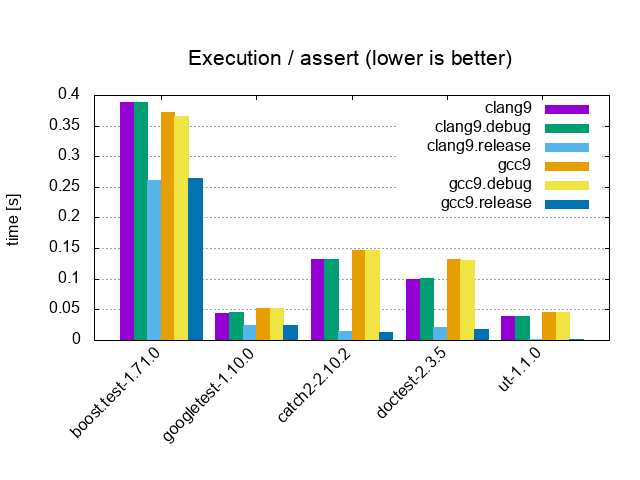 Execution / assert (lower is better)
time [s]
0.4
0.35
0.3
0.25
0.2
0.15
0.1
0.05
0
clang9
clang9.debug
clang9.release
gcc9
gcc9.debug
gcc9.release
boost.test-1.71.0
googletest-1.10.0
catch2-2.10.2
doctest-2.3.5
ut-1.1.0